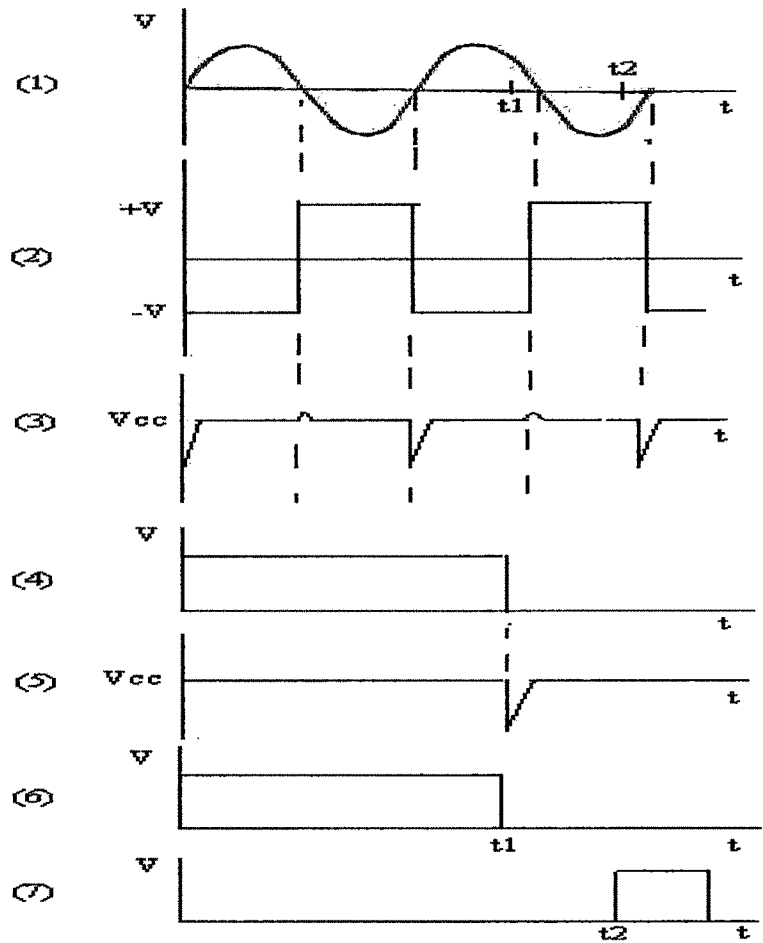 V
(1)
t2
t1
t
+V
(2)
t
-V
(3)
Vcc
t
V
(4)
t
(5)
Vcc
t
V
(6)
t1
t
V
(7)
t2
t